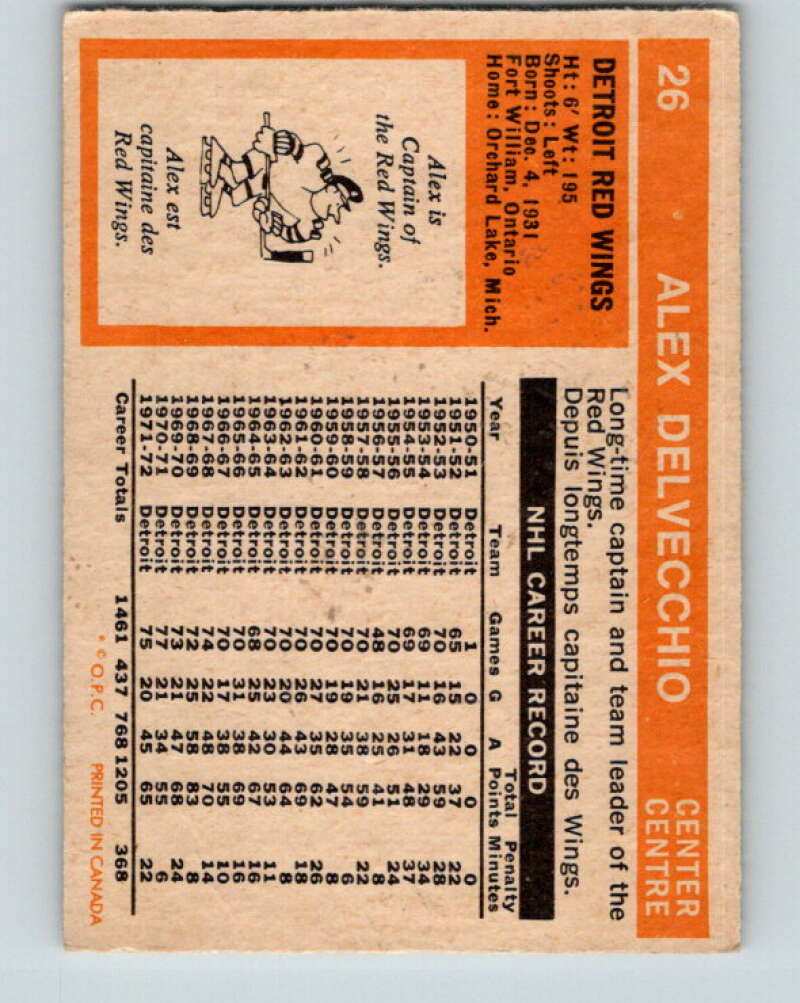 26 ALEX DELVECCHIO CENTER
CENTRE
DETROIT RED WINGS
Ht: 6' Wt: 195
Shoots: Left
Born: Dec. 4, 1931
Fort William, Ontario
Home: Orchard Lake, Mich.
Alex is
Captain of
the Red Wings.
Alex est
capitaine des
Red Wings.
Long-time captain and team leader of the
Red Wings.
Depuis longtemps capitaine des Wings.
NHL CAREER RECORD
Total Penalty
Year Team Games G A Points Minutes
1950-51 Detroit 1 0 0 0 0
1951-52 Detroit 65 15 22 37 22
1952-53 Detroit 70 16 43 59 28
1953-54 Detroit 69 11 18 29 34
1954-55 Detroit 69 17 31 48 37
1955-56 Detroit 70 25 26 51 24
1956-57 Detroit 48 16 25 41 8
1957-58 Detroit 70 21 38 59 22
1958-59 Detroit 70 19 35 54 6
1959-60 Detroit 70 19 28 47 8
1960-61 Detroit 70 27 35 62 26
1961-62 Detroit 70 26 43 69 18
1962-63 Detroit 70 20 44 64 8
1963-64 Detroit 70 23 30 53 11
1964-65 Detroit 68 25 42 67 16
1965-66 Detroit 70 31 38 69 16
1966-67 Detroit 70 17 38 55 10
1967-68 Detroit 74 22 48 70 14
1968-69 Detroit 72 25 58 83 8
1969-70 Detroit 73 21 47 68 24
1970-71 Detroit 77 21 34 55 6
1971-72 Detroit 75 20 45 65 22
Career Totals 1461 437 768 1205 368
* © O.P.C. PRINTED IN CANADA